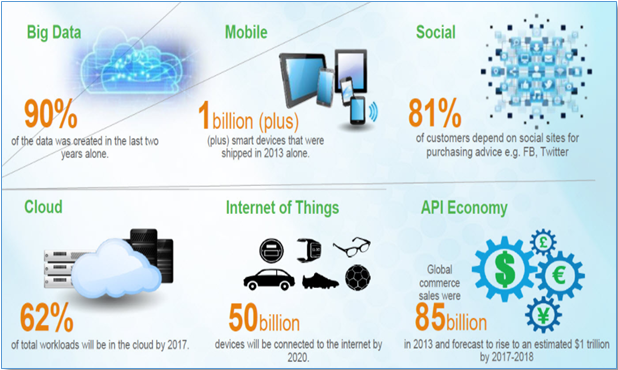 Big Data
90%
of the data was created in the last two
years alone.
Mobile
1billion (plus)
(plus) smart devices that were
shipped in 2013 alone.
Social
81%
of customers depend on social sites for
purchasing advice e.g. FB, Twitter
Cloud
62%
of total workloads will be in the cloud by 2017.
Internet of Things
50billion
devices will be connected to the internet by
2020.
API Economy
$
£
€
¥
Global
commerce
sales were
85billion
in 2013 and forecast to rise to an estimated $1 trillion
by 2017-2018